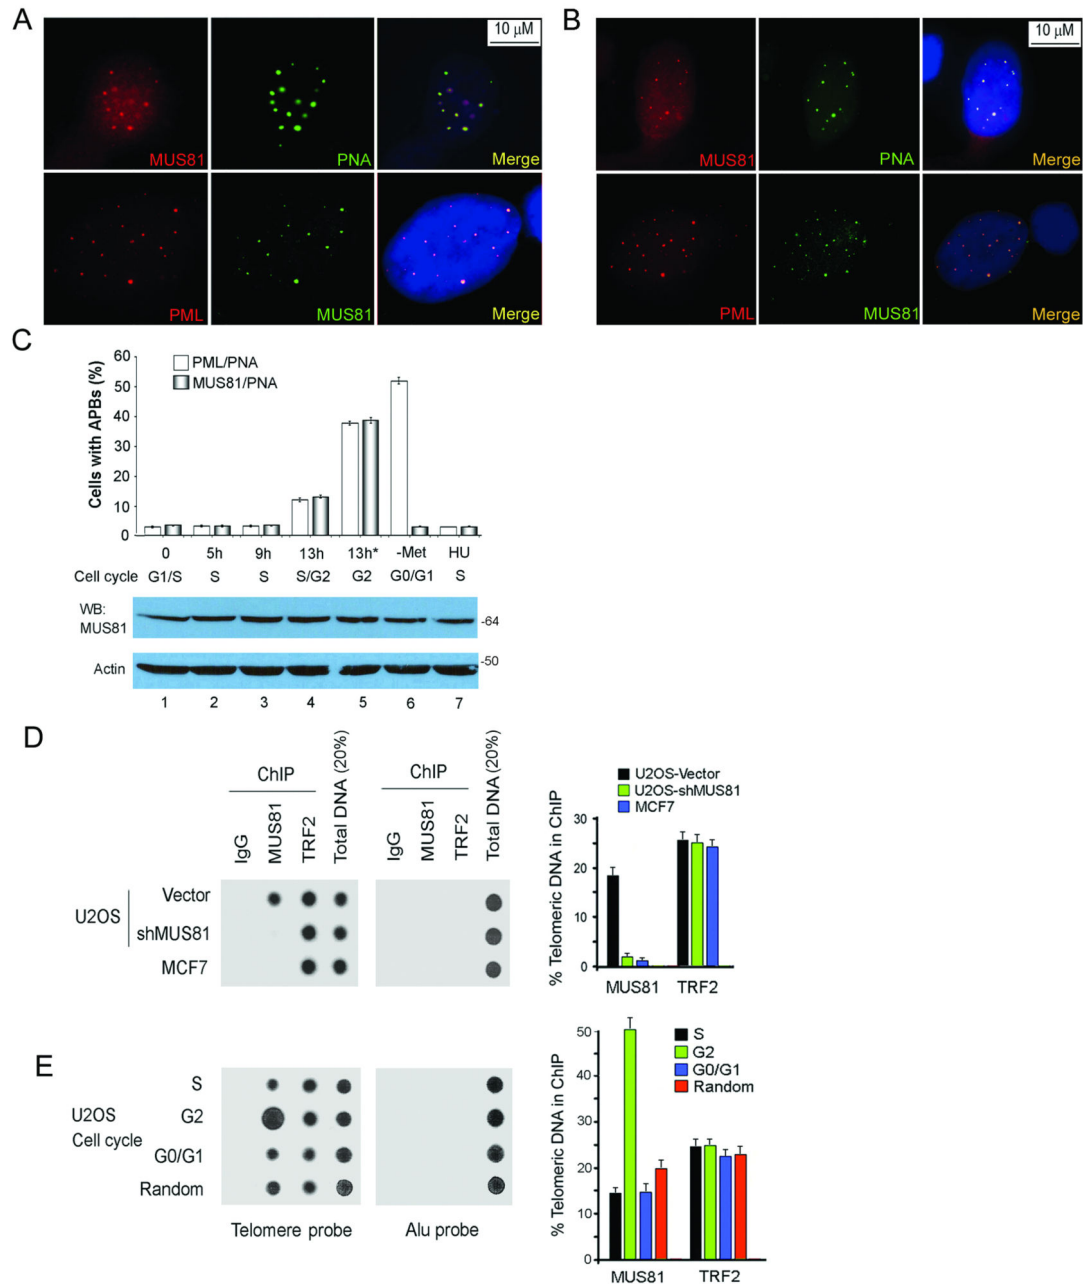 A
10 μM
MUS81
PNA
Merge
PML
MUS81
Merge
B
10 μM
MUS81
PNA
Merge
PML
MUS81
Merge
C
Cells with APBs (%)
60
50
40
30
20
10
0
PML/PNA
MUS81/PNA
0 5h 9h 13h 13h* -Met HU
Cell cycle G1/S S S S/G2 G2 G0/G1 S
WB:
MUS81
-64
Actin
-50
1 2 3 4 5 6 7
D
ChIP
IgG
MUS81
TRF2
Total DNA (20%)
ChIP
IgG
MUS81
TRF2
Total DNA (20%)
U2OS
Vector
shMUS81
MCF7
U2OS-Vector
U2OS-shMUS81
MCF7
% Telomeric DNA in ChIP
30
20
10
0
MUS81 TRF2
E
U2OS
Cell cycle
S
G2
G0/G1
Random
Telomere probe
Alu probe
S
G2
G0/G1
Random
% Telomeric DNA in ChIP
50
40
30
20
10
0
MUS81 TRF2